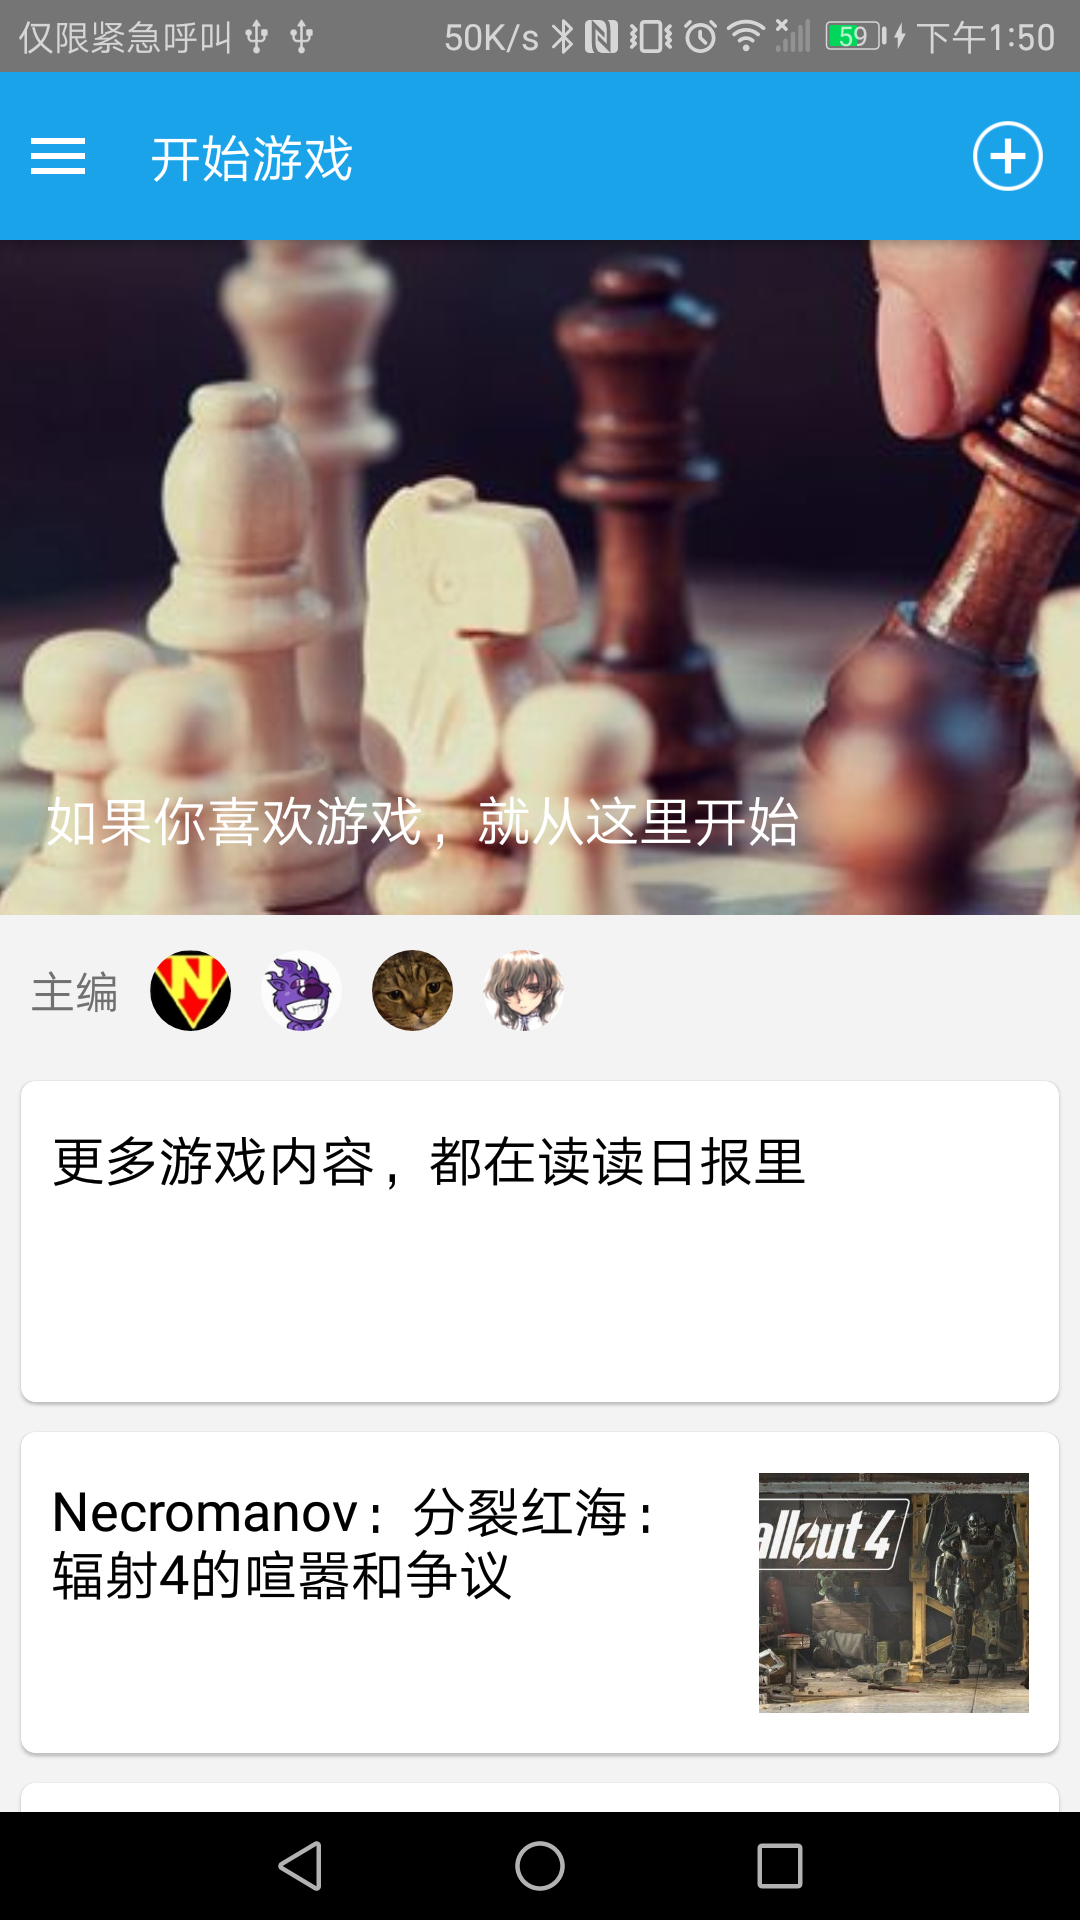 仅限紧急呼叫 50K/s 59 下午1:50
开始游戏
如果你喜欢游戏，就从这里开始
主编
N
更多游戏内容，都在读读日报里
Necromanov：分裂红海：
辐射4的喧嚣和争议
allout 4